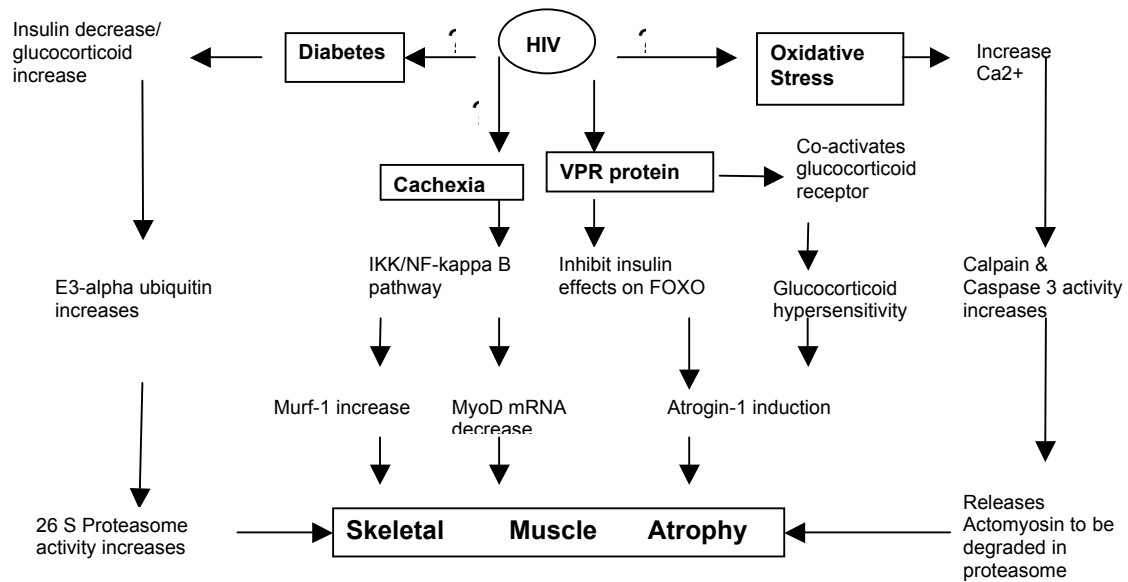 Insulin decrease/
glucocorticoid
increase
Diabetes
HIV
Oxidative
Stress
Increase
Ca2+
Cachexia
VPR protein
Co-activates
glucocorticoid
receptor
E3-alpha ubiquitin
increases
IKK/NF-kappa B
pathway
Inhibit insulin
effects on FOXO
Glucocorticoid
hypersensitivity
Calpain &
Caspase 3 activity
increases
Murf-1 increase
MyoD mRNA
decrease
Atrogin-1 induction
26 S Proteasome
activity increases
Skeletal Muscle Atrophy
Releases
Actomyosin to be
degraded in
proteasome